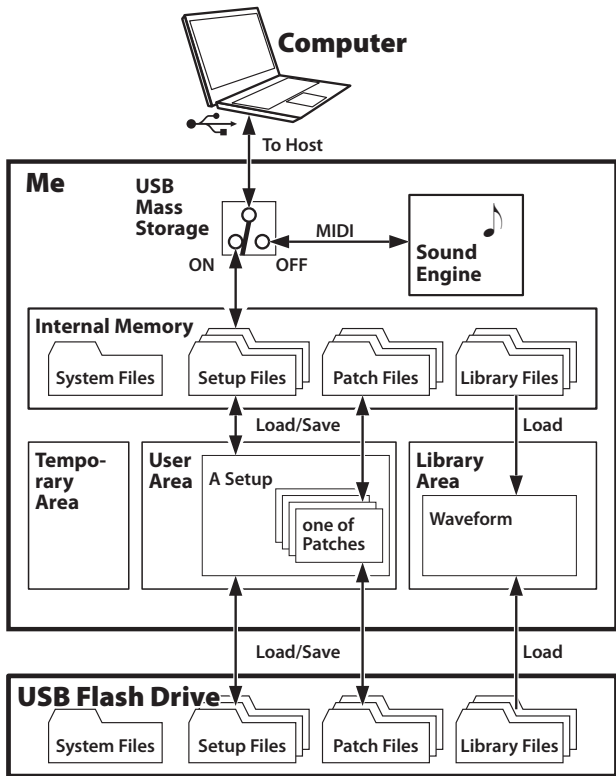 Computer
To Host
Me
USB
Mass
Storage
MIDI
ON
OFF
Sound
Engine
Internal Memory
System Files
Setup Files
Patch Files
Library Files
Load/Save
Load
Tempo-
rary
Area
User
Area
A Setup
one of
Patches
Library
Area
Waveform
Load/Save
Load
USB Flash Drive
System Files
Setup Files
Patch Files
Library Files